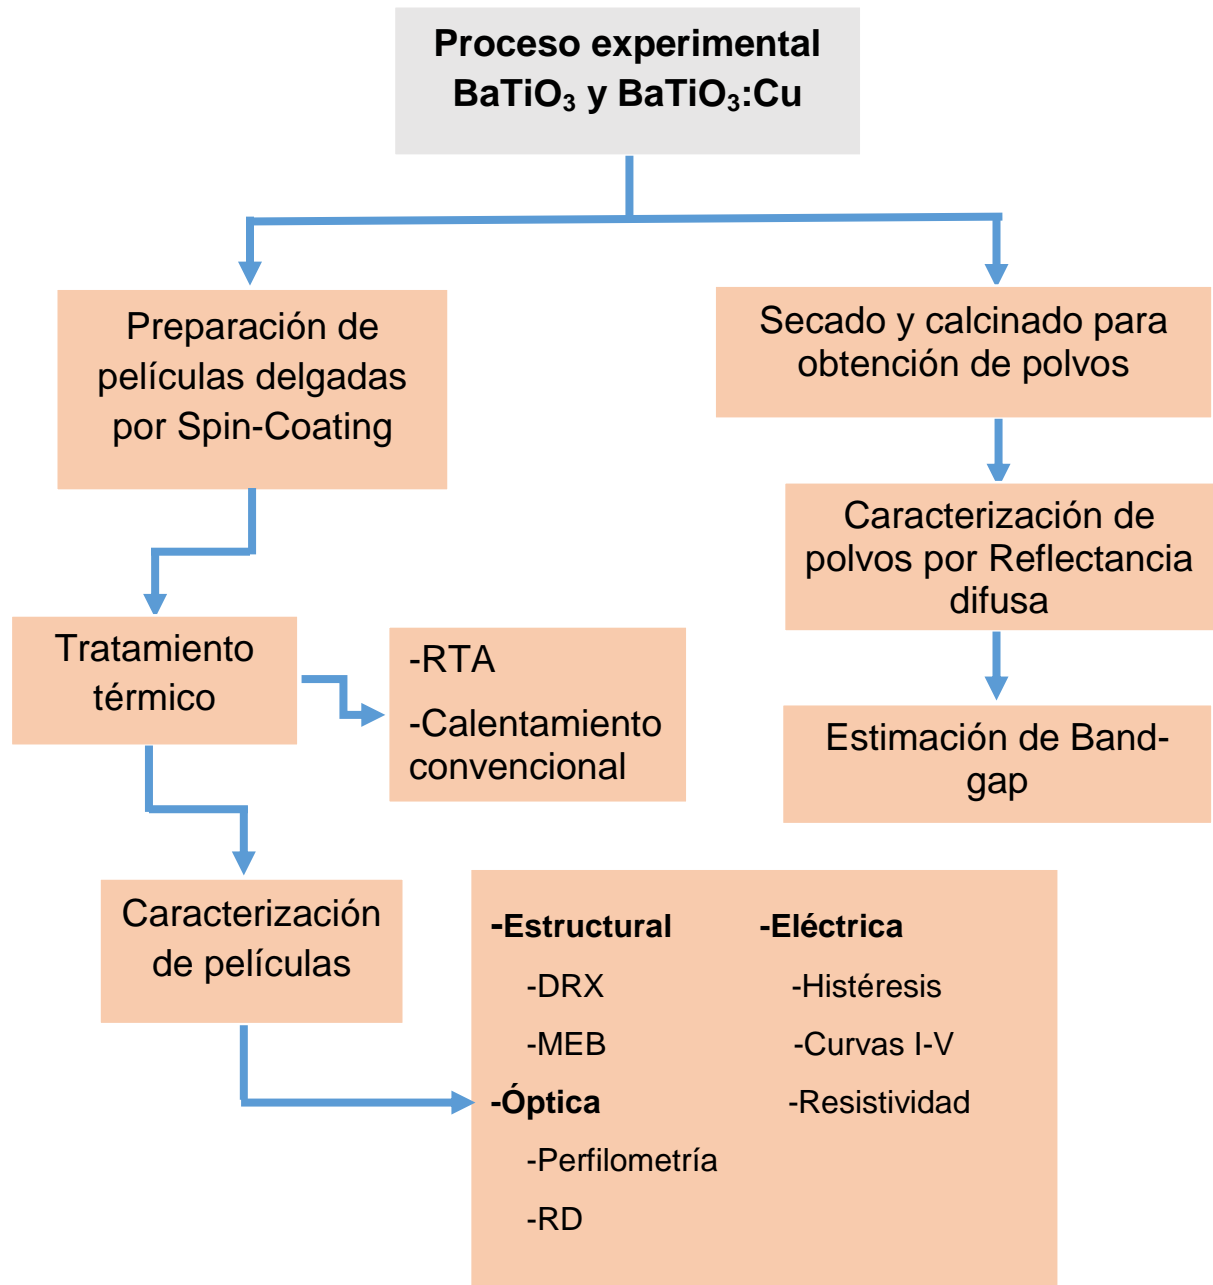 Proceso experimental
BaTiO₃ y BaTiO₃:Cu
Preparación de
películas delgadas
por Spin-Coating
Secado y calcinado para
obtención de polvos
Caracterización de
polvos por Reflectancia
difusa
Tratamiento
térmico
-RTA
-Calentamiento
convencional
Estimación de Band-
gap
Caracterización
de películas
-Estructural
-DRX
-MEB
-Óptica
-Perfilometría
-RD
-Eléctrica
-Histéresis
-Curvas I-V
-Resistividad